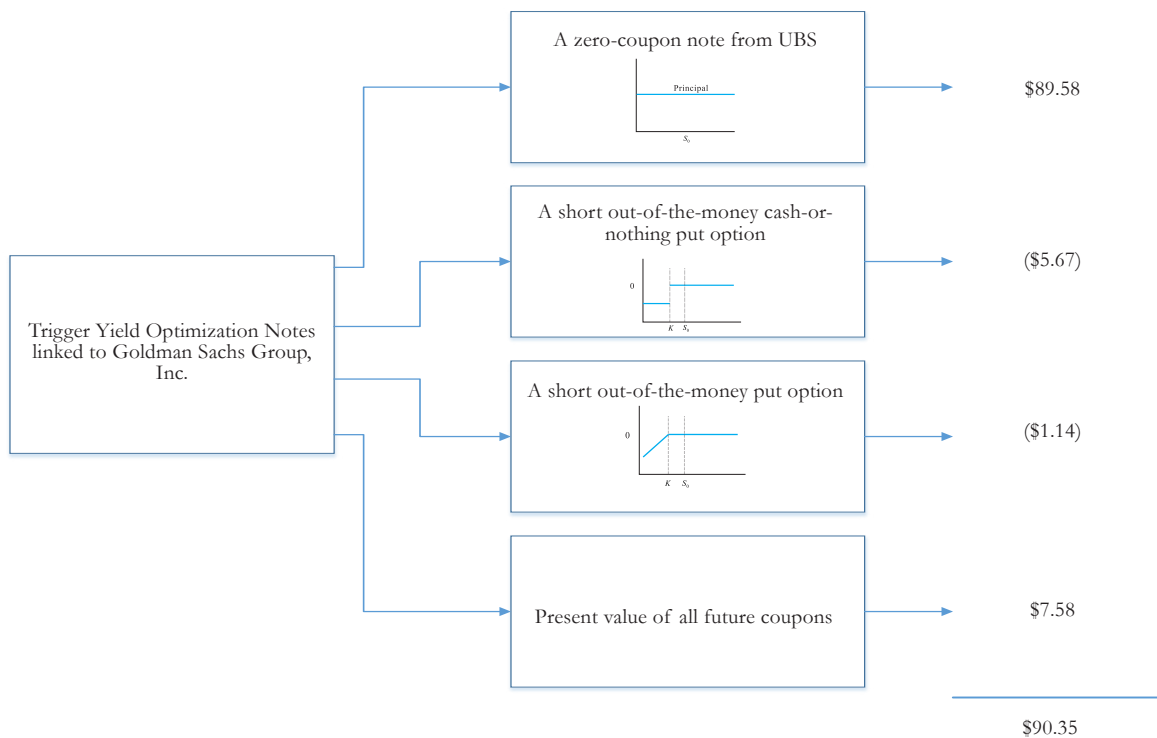 A zero-coupon note from UBS
Principal
S0
$89.58
A short out-of-the-money cash-or-
nothing put option
0
K S0
($5.67)
Trigger Yield Optimization Notes
linked to Goldman Sachs Group,
Inc.
A short out-of-the-money put option
0
K S0
($1.14)
Present value of all future coupons
$7.58
$90.35